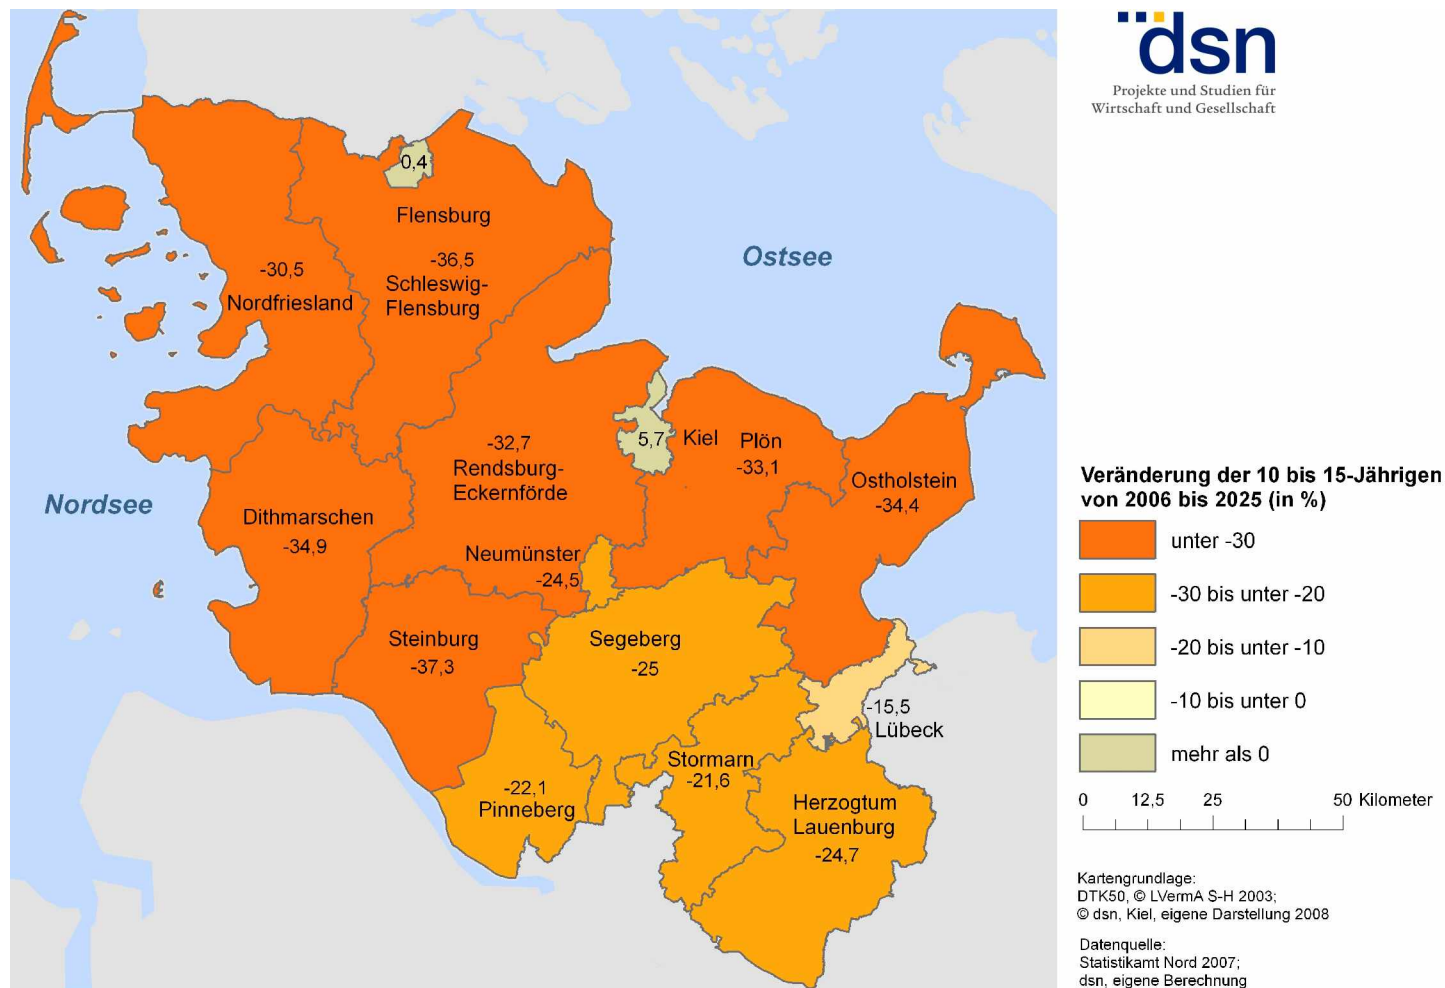 dsn
Projekte und Studien für
Wirtschaft und Gesellschaft
0,4
Flensburg
-36,5
Schleswig-
Flensburg
-30,5
Nordfriesland
Ostsee
Nordsee
-32,7
Rendsburg-
Eckernförde
5,7
Kiel
Plön
-33,1
Ostholstein
-34,4
Dithmarschen
-34,9
Neumünster
-24,5
Steinburg
-37,3
Segeberg
-25
-15,5
Lübeck
Stormarn
-21,6
-22,1
Pinneberg
Herzogtum
Lauenburg
-24,7
Veränderung der 10 bis 15-Jährigen
von 2006 bis 2025 (in %)
unter -30
-30 bis unter -20
-20 bis unter -10
-10 bis unter 0
mehr als 0
0 12,5 25 50 Kilometer
Kartengrundlage:
DTK50, © LVermA S-H 2003;
© dsn, Kiel, eigene Darstellung 2008
Datenquelle:
Statistikamt Nord 2007;
dsn, eigene Berechnung